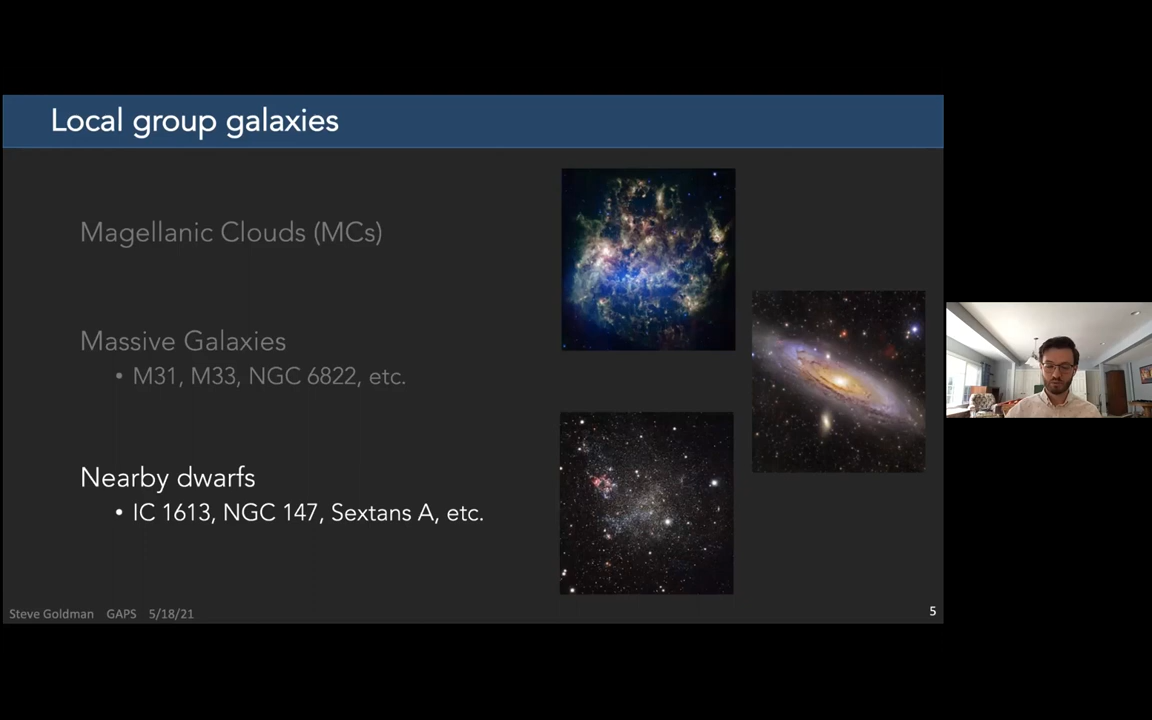 Local group galaxies
Magellanic Clouds (MCs)
Massive Galaxies
• M31, M33, NGC 6822, etc.
Nearby dwarfs
• IC 1613, NGC 147, Sextans A, etc.
Steve Goldman GAPS 5/18/21
5